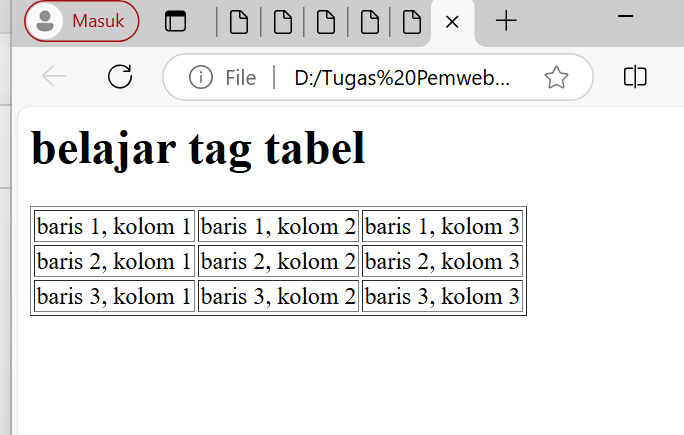 Masuk
File D:/Tugas%20Pemweb...
belajar tag tabel
baris 1, kolom 1 baris 1, kolom 2 baris 1, kolom 3
baris 2, kolom 1 baris 2, kolom 2 baris 2, kolom 3
baris 3, kolom 1 baris 3, kolom 2 baris 3, kolom 3